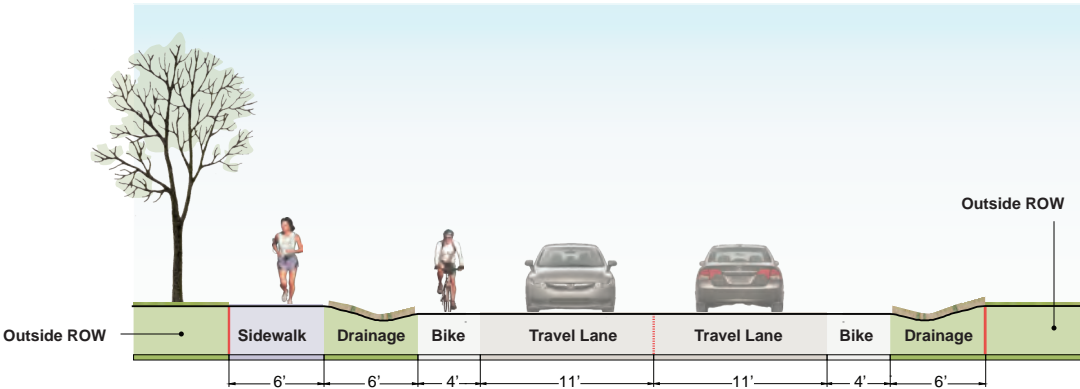 Outside ROW
Outside ROW
Sidewalk
Drainage
Bike
Travel Lane
Travel Lane
Bike
Drainage
6’
6’
4’
11’
11’
4’
6’